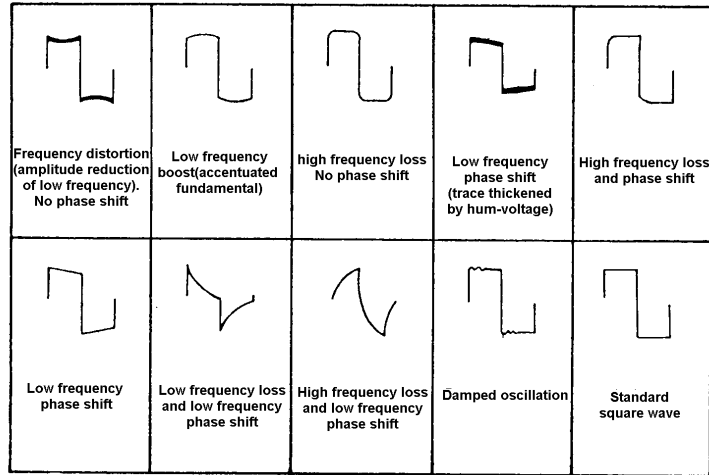 Frequency distortion
(amplitude reduction
of low frequency).
No phase shift
Low frequency
boost(accentuated
fundamental)
high frequency loss
No phase shift
Low frequency
phase shift
(trace thickened
by hum-voltage)
High frequency loss
and phase shift
Low frequency
phase shift
Low frequency loss
and low frequency
phase shift
High frequency loss
and low frequency
phase shift
Damped oscillation
Standard
square wave